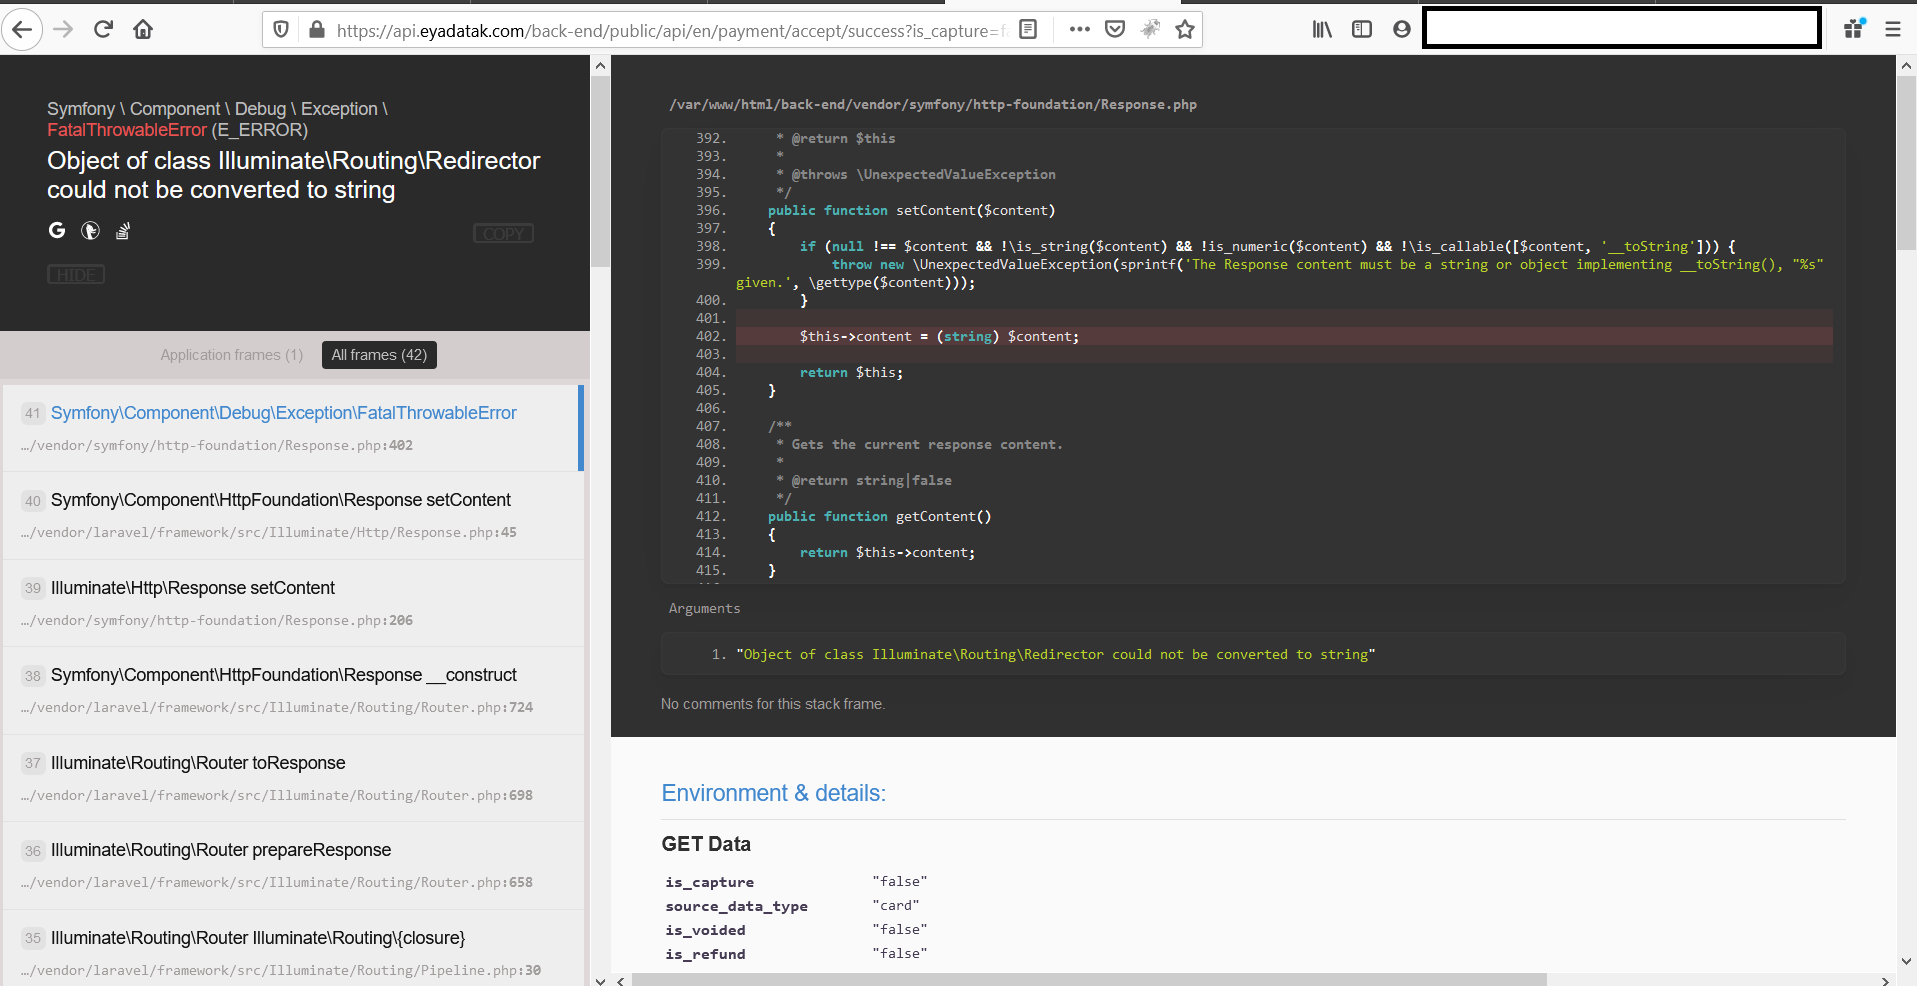 https://api.eyadatak.com/back-end/public/api/en/payment/accept/success?is_capture=
Symfony \ Component \ Debug \ Exception \
FatalThrowableError (E_ERROR)
Object of class Illuminate\Routing\Redirector
could not be converted to string
COPY
HIDE
Application frames (1)
All frames (42)
41 Symfony\Component\Debug\Exception\FatalThrowableError
…/vendor/symfony/http-foundation/Response.php:402
40 Symfony\Component\HttpFoundation\Response setContent
…/vendor/laravel/framework/src/Illuminate/Http/Response.php:45
39 Illuminate\Http\Response setContent
…/vendor/symfony/http-foundation/Response.php:206
38 Symfony\Component\HttpFoundation\Response __construct
…/vendor/laravel/framework/src/Illuminate/Routing/Router.php:724
37 Illuminate\Routing\Router toResponse
…/vendor/laravel/framework/src/Illuminate/Routing/Router.php:698
36 Illuminate\Routing\Router prepareResponse
…/vendor/laravel/framework/src/Illuminate/Routing/Router.php:658
35 Illuminate\Routing\Router Illuminate\Routing\{closure}
…/vendor/laravel/framework/src/Illuminate/Routing/Pipeline.php:30
/var/www/html/back-end/vendor/symfony/http-foundation/Response.php
392. * @return $this
393. *
394. * @throws \UnexpectedValueException
395. */
396. public function setContent($content)
397. {
398. if (null !== $content && !\is_string($content) && !is_numeric($content) && !\is_callable([$content, '__toString'])) {
399. throw new \UnexpectedValueException(sprintf('The Response content must be a string or object implementing __toString(), "%s"
given.', \gettype($content)));
400. }
401.
402. $this->content = (string) $content;
403.
404. return $this;
405. }
406.
407. /**
408. * Gets the current response content.
409. *
410. * @return string|false
411. */
412. public function getContent()
413. {
414. return $this->content;
415. }
Arguments
1. "Object of class Illuminate\Routing\Redirector could not be converted to string"
No comments for this stack frame.
Environment & details:
GET Data
is_capture "false"
source_data_type "card"
is_voided "false"
is_refund "false"